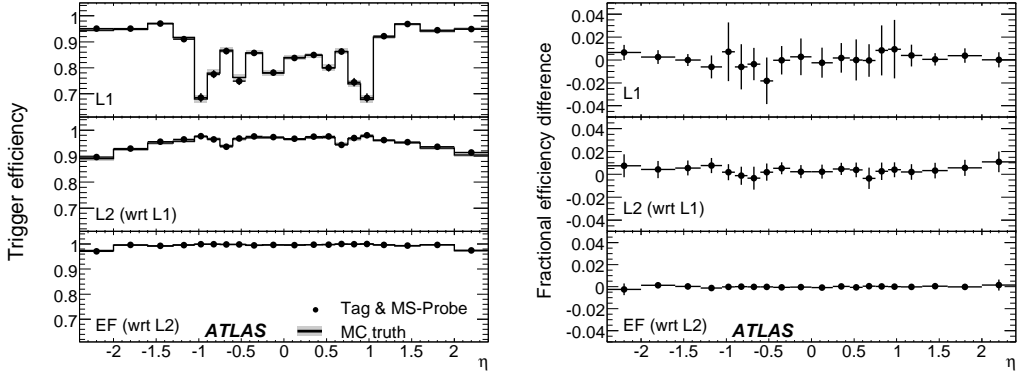 Trigger efficiency
1
0.9
0.8
0.7
L1
1
0.9
0.8
0.7
L2 (wrt L1)
1
0.9
0.8
0.7
EF (wrt L2)
ATLAS
Tag & MS-Probe
MC truth
-2 -1.5 -1 -0.5 0 0.5 1 1.5 2
η
Fractional efficiency difference
0.04
0.02
0
-0.02
-0.04
L1
0.04
0.02
0
-0.02
-0.04
L2 (wrt L1)
0.04
0.02
0
-0.02
-0.04
EF (wrt L2)
ATLAS
-2 -1.5 -1 -0.5 0 0.5 1 1.5 2
η